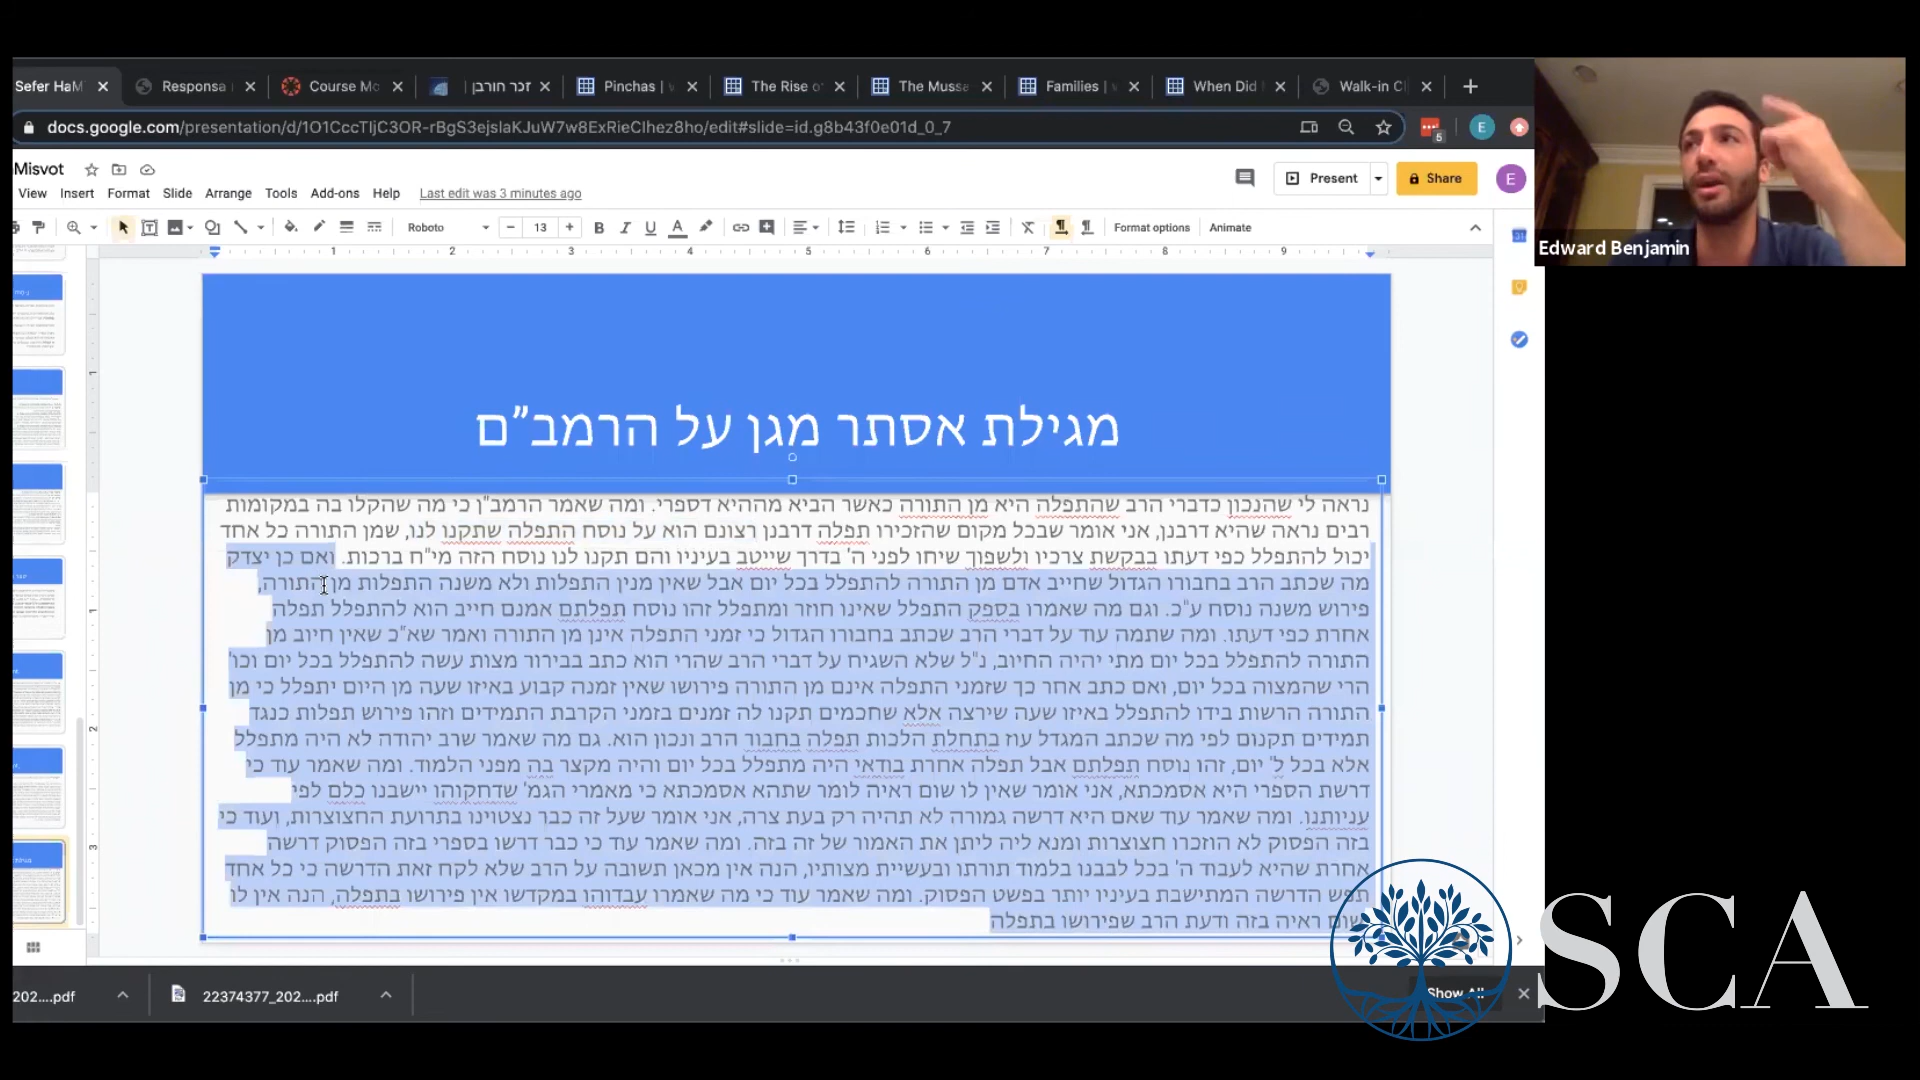 Sefer HaM
Responsa
Course Mo
זכר חורבן |
Pinchas |
The Rise o
The Mussa
Families |
When Did
Walk-in Cl
docs.google.com/presentation/d/1O1CccTIjC3OR-rBgS3ejslaKJuW7w8ExRieClhez8ho/edit#slide=id.g8b43f0e01d_0_7
5
E
Misvot
View Insert Format Slide Arrange Tools Add-ons Help Last edit was 3 minutes ago
Present
Share
E
Roboto
13
B I U A
Format options
Animate
1 2 3 4 5 6 7 8 9
Edward Benjamin
מגילת אסתר מגן על הרמב"ם
נראה לי שהנכון כדברי הרב שהתפלה היא מן התורה כאשר הביא מההיא דספרי. ומה שאמר הרמב"ן כי מה שהקלו בה במקומות
רבים נראה שהיא דרבנן, אני אומר שבכל מקום שהזכירו תפלה דרבנן רצונם הוא על נוסח התפלה שתקנו לנו, שמן התורה כל אחד
יכול להתפלל כפי דעתו בבקשת צרכיו ולשפוך שיחו לפני ה' בדרך שייטב בעיניו והם תקנו לנו נוסח הזה מי"ח ברכות. ואם כן יצדק
מה שכתב הרב בחבורו הגדול שחייב אדם מן התורה להתפלל בכל יום אבל שאין מנין התפלות ולא משנה התפלות מן התורה,
פירוש משנה נוסח ע"כ. וגם מה שאמרו בספק התפלל שאינו חוזר ומתפלל זהו נוסח תפלתם אמנם חייב הוא להתפלל תפלה
אחרת כפי דעתו. ומה שתמה עוד על דברי הרב שכתב בחבורו הגדול כי זמני התפלה אינן מן התורה ואמר שא"כ שאין חיוב מן
התורה להתפלל בכל יום מתי יהיה החיוב, נ"ל שלא השגיח על דברי הרב שהרי הוא כתב בבירור מצות עשה להתפלל בכל יום וכו'
הרי שהמצוה בכל יום, ואם כתב אחר כך שזמני התפלה אינם מן התורה פירושו שאין זמנה קבוע באיזו שעה מן היום יתפלל כי מן
התורה הרשות בידו להתפלל באיזו שעה שירצה אלא שחכמים תקנו לה זמנים בזמני הקרבת התמידים וזהו פירוש תפלות כנגד
תמידים תקנום לפי מה שכתב המגדל עוז בתחלת הלכות תפלה בחבור הרב ונכון הוא. גם מה שאמר שרב יהודה לא היה מתפלל
אלא בכל ל' יום, זהו נוסח תפלתם אבל תפלה אחרת בודאי היה מתפלל בכל יום והיה מקצר בה מפני הלמוד. ומה שאמר עוד כי
דרשת הספרי היא אסמכתא, אני אומר שאין לו שום ראיה לומר שתהא אסמכתא כי מאמרי הגמ' שדחקוהו יישבנו כלם לפי
עניותנו. ומה שאמר עוד שאם היא דרשה גמורה לא תהיה רק בעת צרה, אני אומר שעל זה כבר נצטוינו בתרועת החצוצרות, ועוד כי
בזה הפסוק לא הוזכרו חצוצרות ומנא ליה ליתן את האמור של זה בזה. ומה שאמר עוד כי כבר דרשו בספרי בזה הפסוק דרשה
אחרת שהיא לעבוד ה' בכל לבבנו בלמוד תורתו ובעשיית מצותיו, הנה אין מכאן תשובה על הרב שלא לקח זאת הדרשה כי כל אחד
תפש הדרשה המתישבת בעיניו יותר בפשט הפסוק. ומה שאמר עוד כי מה שאמרו עבדוהו במקדשו אין פירושו בתפלה, הנה אין לו
שום ראיה בזה ודעת הרב שפירושו בתפלה
202....pdf
22374377_202....pdf
Show All
SCA